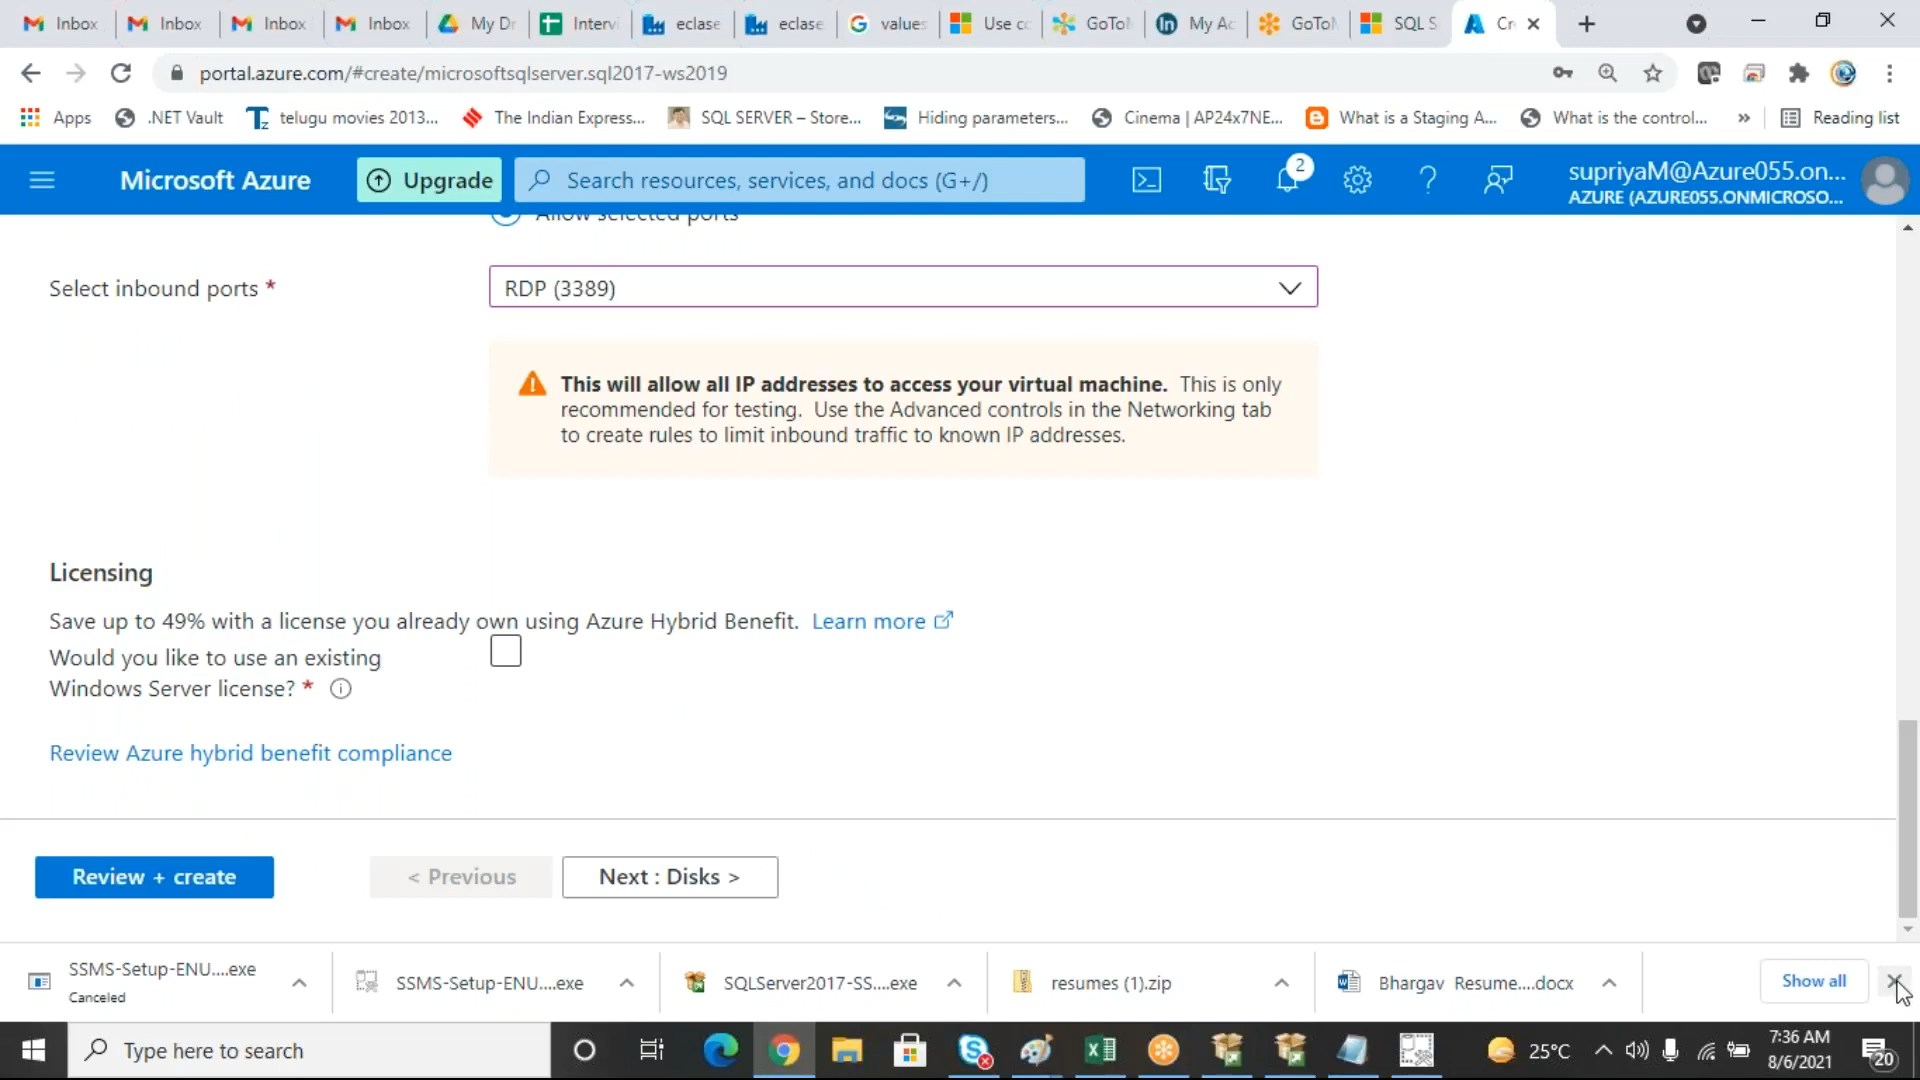 Inbox
Inbox
Inbox
Inbox
My Dr
Intervi
eclase
eclase
values
Use co
GoToM
My Ac
GoToM
SQL S
Cr
portal.azure.com/#create/microsoftsqlserver.sql2017-ws2019
Apps
.NET Vault
telugu movies 2013...
The Indian Express...
SQL SERVER – Store...
Hiding parameters...
Cinema | AP24x7NE...
What is a Staging A...
What is the control...
»
Reading list
Microsoft Azure
Upgrade
Search resources, services, and docs (G+/)
2
supriyaM@Azure055.on...
AZURE (AZURE055.ONMICROSO...
Allow selected ports
Select inbound ports *
RDP (3389)
This will allow all IP addresses to access your virtual machine. This is only
recommended for testing. Use the Advanced controls in the Networking tab
to create rules to limit inbound traffic to known IP addresses.
Licensing
Save up to 49% with a license you already own using Azure Hybrid Benefit. Learn more
Would you like to use an existing
Windows Server license? *
Review Azure hybrid benefit compliance
Review + create
< Previous
Next : Disks >
SSMS-Setup-ENU....exe
Canceled
SSMS-Setup-ENU....exe
SQLServer2017-SS....exe
resumes (1).zip
Bhargav Resume....docx
Show all
Type here to search
25°C
7:36 AM
8/6/2021
20